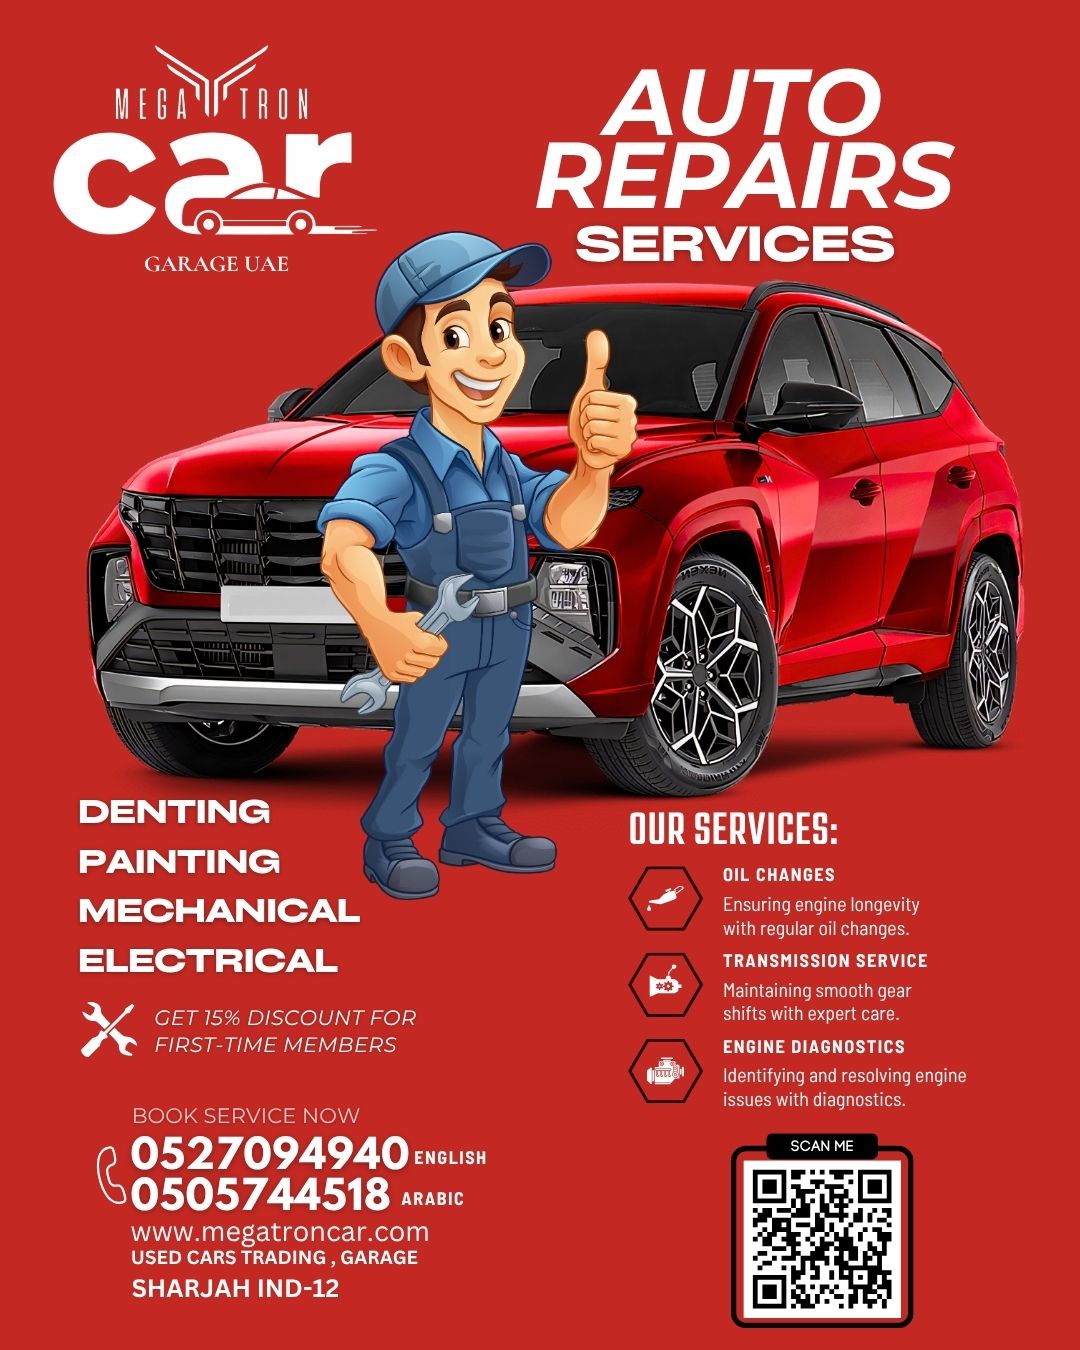 MEGA TRON
car
GARAGE UAE
AUTO
REPAIRS
SERVICES
NEXEN
DENTING
PAINTING
MECHANICAL
ELECTRICAL
GET 15% DISCOUNT FOR
FIRST-TIME MEMBERS
BOOK SERVICE NOW
0527094940 ENGLISH
0505744518 ARABIC
www.megatroncar.com
USED CARS TRADING , GARAGE
SHARJAH IND-12
OUR SERVICES:
OIL CHANGES
Ensuring engine longevity
with regular oil changes.
TRANSMISSION SERVICE
Maintaining smooth gear
shifts with expert care.
ENGINE DIAGNOSTICS
Identifying and resolving engine
issues with diagnostics.
SCAN ME